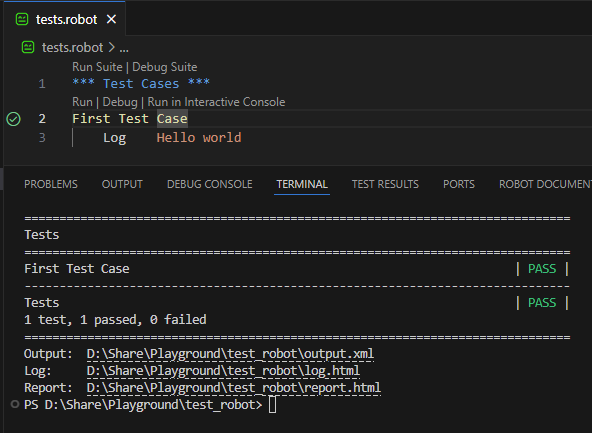 tests.robot
tests.robot > ...
Run Suite | Debug Suite
1 *** Test Cases ***
Run | Debug | Run in Interactive Console
2 First Test Case
3 Log Hello world
PROBLEMS OUTPUT DEBUG CONSOLE TERMINAL TEST RESULTS PORTS ROBOT DOCUMEN
==============================================================================
Tests
==============================================================================
First Test Case | PASS |
------------------------------------------------------------------------------
Tests | PASS |
1 test, 1 passed, 0 failed
==============================================================================
Output: D:\Share\Playground\test_robot\output.xml
Log: D:\Share\Playground\test_robot\log.html
Report: D:\Share\Playground\test_robot\report.html
PS D:\Share\Playground\test_robot>